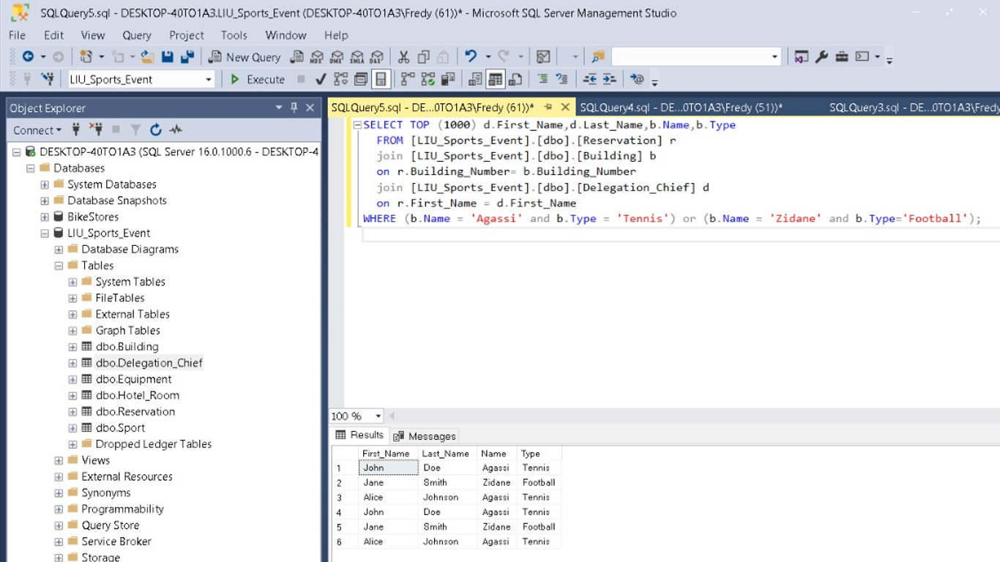 SQLQuery5.sql - DESKTOP-40TO1A3.LIU_Sports_Event (DESKTOP-40TO1A3\Fredy (61))* - Microsoft SQL Server Management Studio
File Edit View Query Project Tools Window Help
New Query MDX DMX XMLA DAX
LIU_Sports_Event Execute
Object Explorer
Connect
DESKTOP-40TO1A3 (SQL Server 16.0.1000.6 - DESKTOP-4
Databases
System Databases
Database Snapshots
BikeStores
LIU_Sports_Event
Database Diagrams
Tables
System Tables
FileTables
External Tables
Graph Tables
dbo.Building
dbo.Delegation_Chief
dbo.Equipment
dbo.Hotel_Room
dbo.Reservation
dbo.Sport
Dropped Ledger Tables
Views
External Resources
Synonyms
Programmability
Query Store
Service Broker
Storage
SQLQuery5.sql - DE...0TO1A3\Fredy (61))* SQLQuery4.sql - DE...0TO1A3\Fredy (51))* SQLQuery3.sql - DE...0TO1A3\Fredy
SELECT TOP (1000) d.First_Name,d.Last_Name,b.Name,b.Type
FROM [LIU_Sports_Event].[dbo].[Reservation] r
join [LIU_Sports_Event].[dbo].[Building] b
on r.Building_Number= b.Building_Number
join [LIU_Sports_Event].[dbo].[Delegation_Chief] d
on r.First_Name = d.First_Name
WHERE (b.Name = 'Agassi' and b.Type = 'Tennis') or (b.Name = 'Zidane' and b.Type='Football');
100 %
Results Messages
First_Name Last_Name Name Type
1 John Doe Agassi Tennis
2 Jane Smith Zidane Football
3 Alice Johnson Agassi Tennis
4 John Doe Agassi Tennis
5 Jane Smith Zidane Football
6 Alice Johnson Agassi Tennis